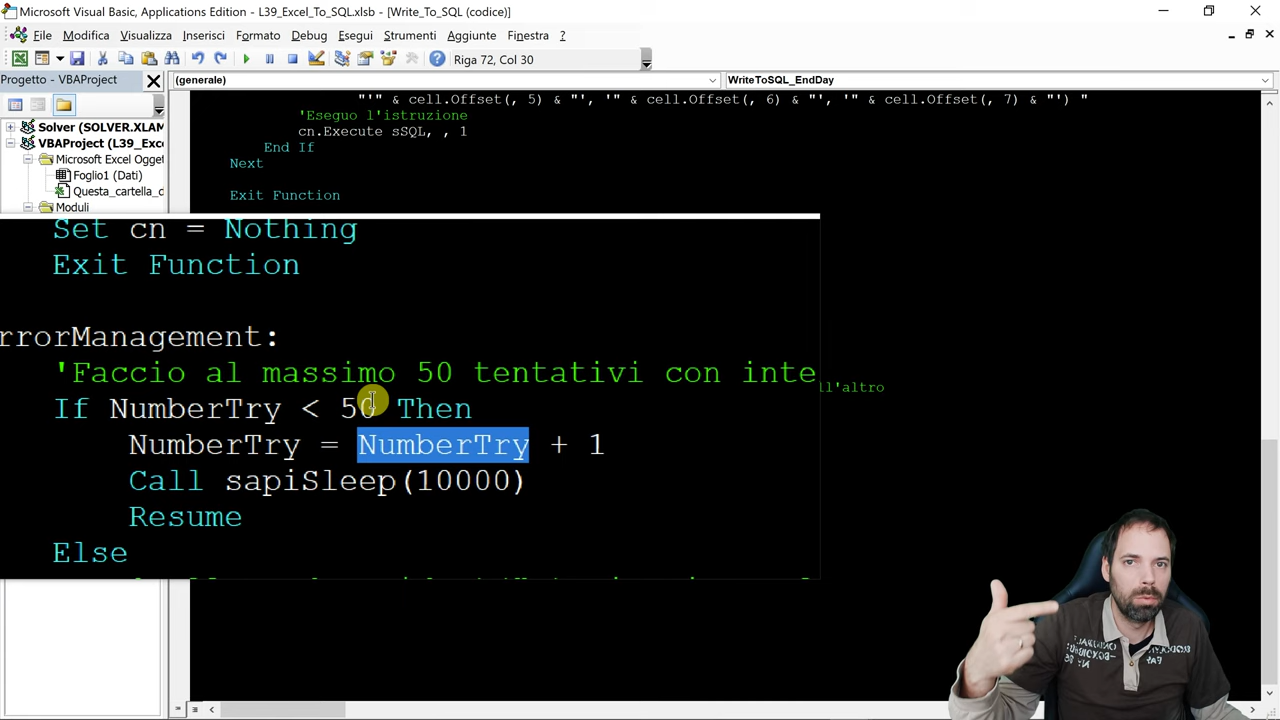 Microsoft Visual Basic, Applications Edition - L39_Excel_To_SQL.xlsb - [Write_To_SQL (codice)]
File Modifica Visualizza Inserisci Formato Debug Esegui Strumenti Aggiunte Finestra ?
Riga 72, Col 30
Progetto - VBAProject
(generale)
WriteToSQL_EndDay
Solver (SOLVER.XLAM
VBAProject (L39_Exce
Microsoft Excel Ogget
Foglio1 (Dati)
Questa_cartella_d
Moduli
"'" & cell.Offset(, 5) & "', '" & cell.Offset(, 6) & "', '" & cell.Offset(, 7) & "') "
'Eseguo l'istruzione
cn.Execute sSQL, , 1
End If
Next
Exit Function
Set cn = Nothing
Exit Function
rrorManagement:
'Faccio al massimo 50 tentativi con inte
ll'altro
If NumberTry < 50 Then
NumberTry = NumberTry + 1
Call sapiSleep(10000)
Resume
Else